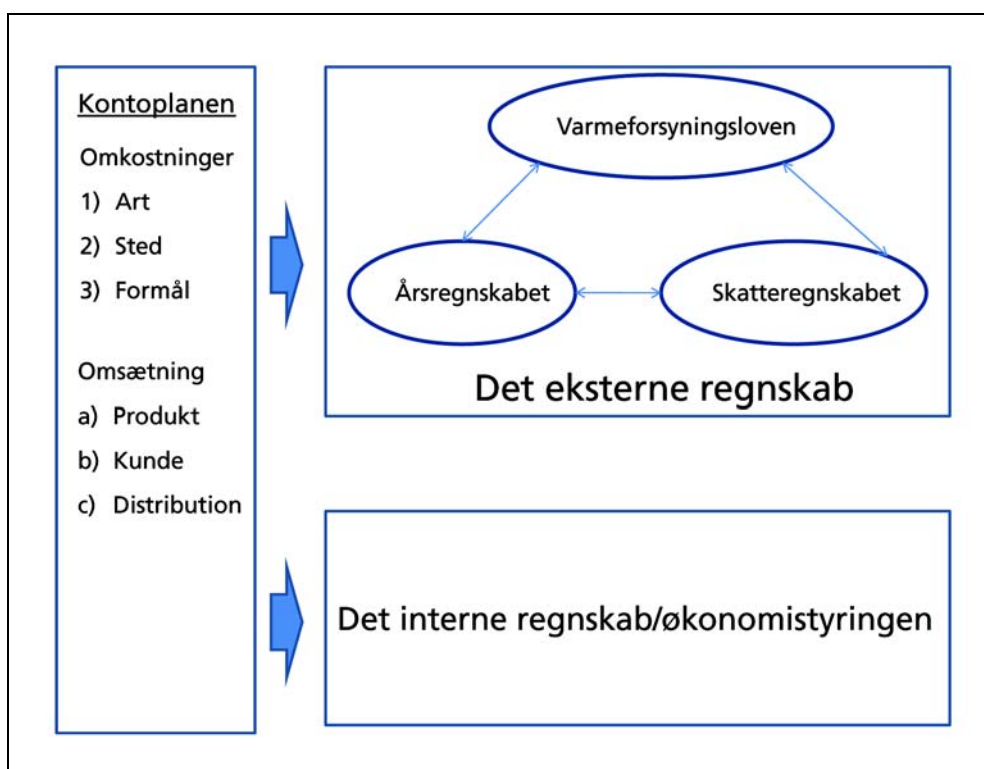 Kontoplanen
Omkostninger
1) Art
2) Sted
3) Formål
Omsætning
a) Produkt
b) Kunde
c) Distribution
Varmeforsyningsloven
Årsregnskabet
Skatteregnskabet
Det eksterne regnskab
Det interne regnskab/økonomistyringen